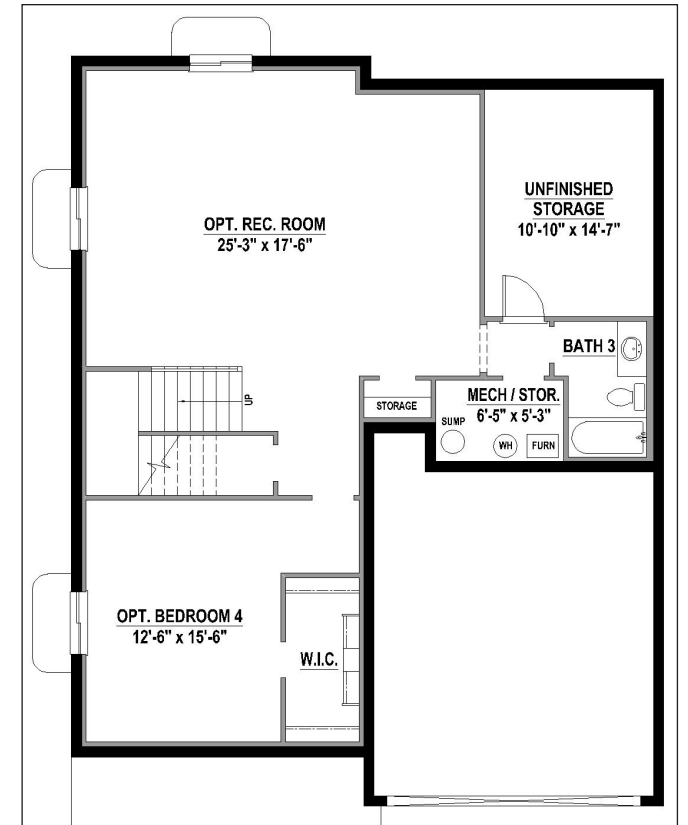 UNFINISHED
STORAGE
10'-10" x 14'-7"
OPT. REC. ROOM
25'-3" x 17'-6"
BATH 3
UP
STORAGE
MECH / STOR.
6'-5" x 5'-3"
SUMP
WH
FURN
OPT. BEDROOM 4
12'-6" x 15'-6"
W.I.C.